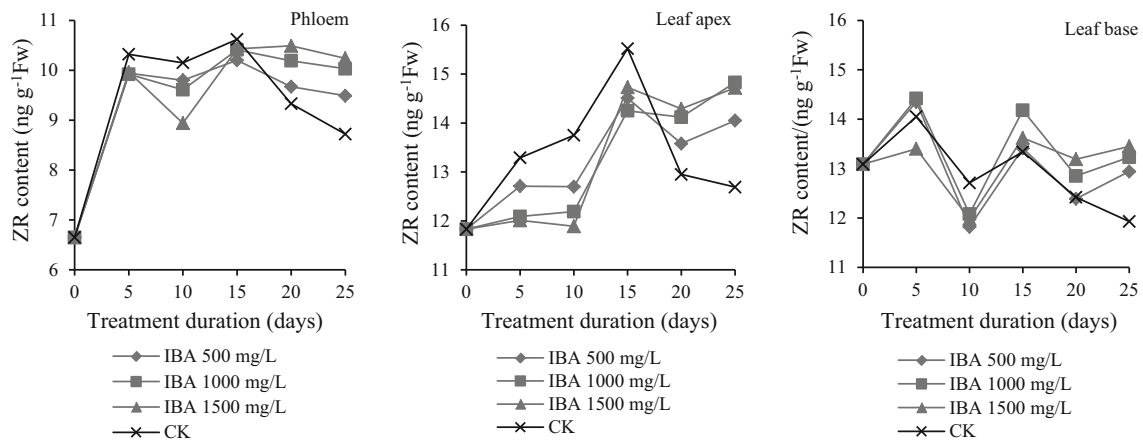 Phloem
ZR content (ng g⁻¹Fw)
11
10
9
8
7
6
0 5 10 15 20 25
Treatment duration (days)
IBA 500 mg/L
IBA 1000 mg/L
IBA 1500 mg/L
CK
Leaf apex
ZR content (ng g⁻¹Fw)
16
15
14
13
12
11
0 5 10 15 20 25
Treatment duration (days)
IBA 500 mg/L
IBA 1000 mg/L
IBA 1500 mg/L
CK
Leaf base
ZR content/(ng g⁻¹Fw)
16
15
14
13
12
11
0 5 10 15 20 25
Treatment duration (days)
IBA 500 mg/L
IBA 1000 mg/L
IBA 1500 mg/L
CK